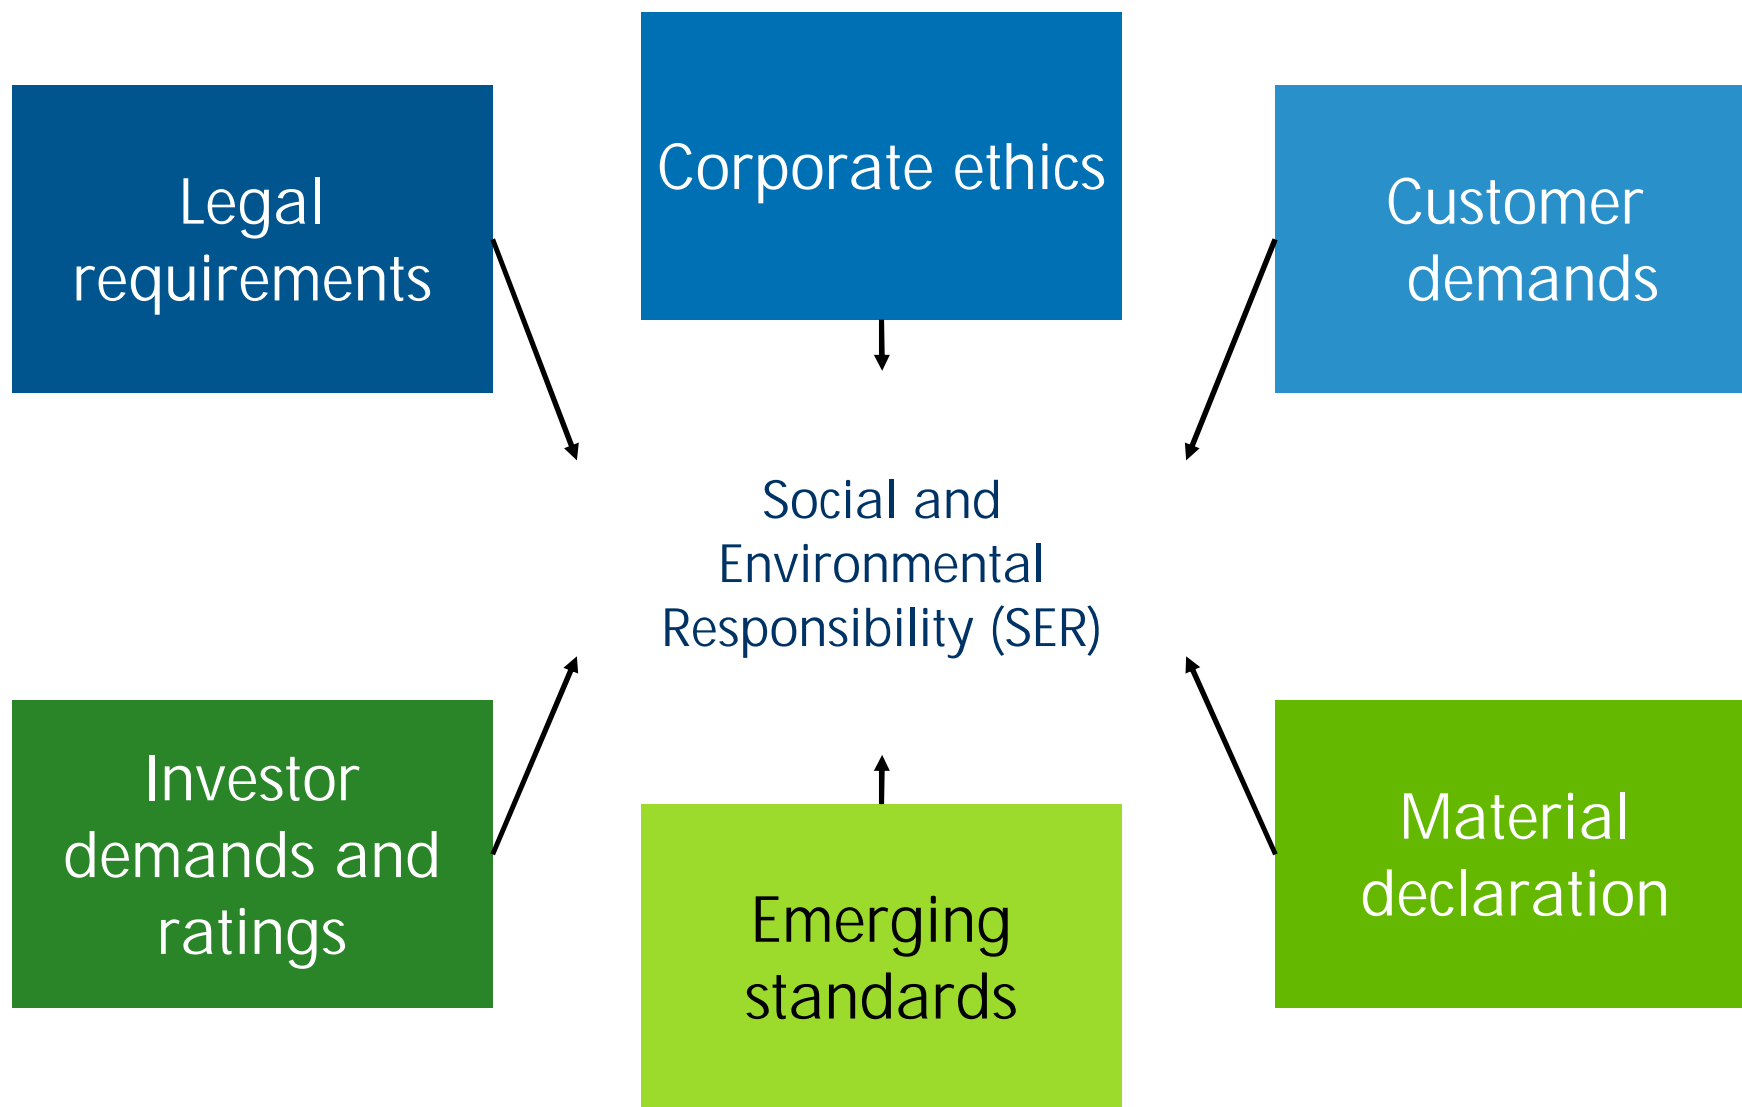 Legal
requirements
Corporate ethics
Customer
demands
Social and
Environmental
Responsibility (SER)
Investor
demands and
ratings
Emerging
standards
Material
declaration